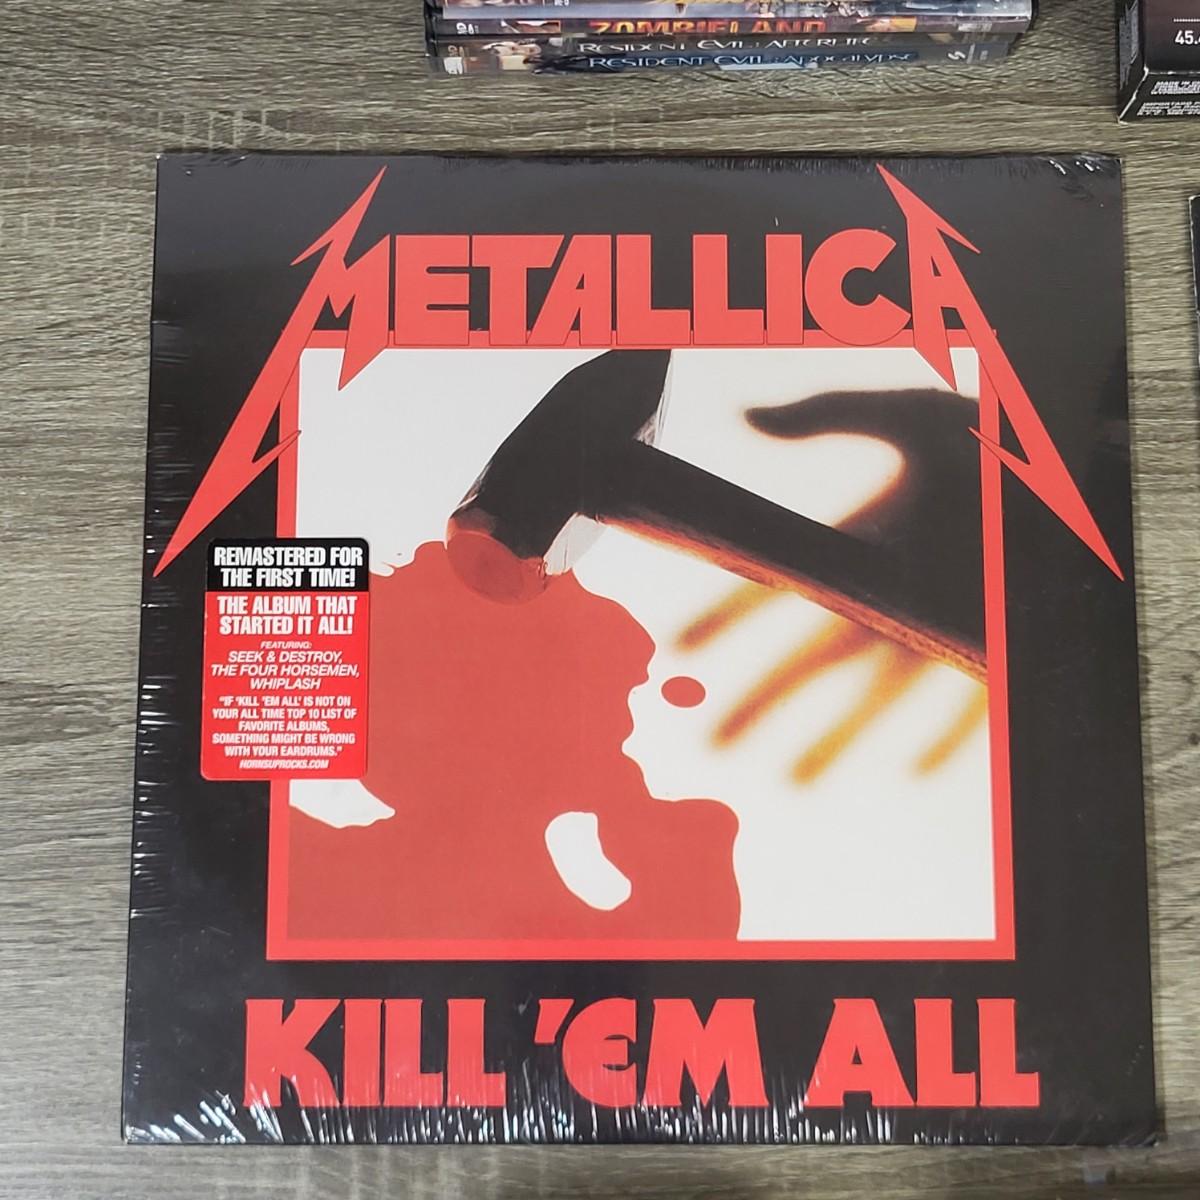 ZOMBIELAND
RESIDENT EVIL: AFTERLIFE
RESIDENT EVIL: APOCALYPSE
45.
METALLICA
REMASTERED FOR
THE FIRST TIME!
THE ALBUM THAT
STARTED IT ALL!
FEATURING:
SEEK & DESTROY,
THE FOUR HORSEMEN,
WHIPLASH
"IF 'KILL 'EM ALL' IS NOT ON
YOUR ALL TIME TOP 10 LIST OF
FAVORITE ALBUMS,
SOMETHING MIGHT BE WRONG
WITH YOUR EARDRUMS."
HORNSUPROCKS.COM
KILL 'EM ALL